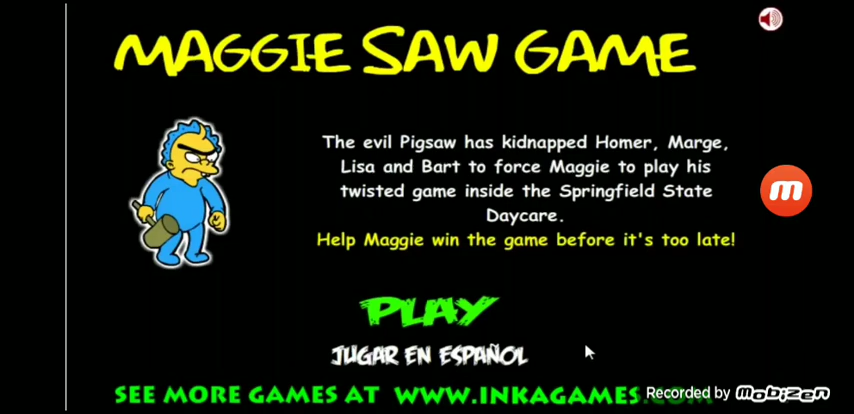 MAGGIE SAW GAME
The evil Pigsaw has kidnapped Homer, Marge,
Lisa and Bart to force Maggie to play his
twisted game inside the Springfield State
Daycare.
Help Maggie win the game before it's too late!
m
PLAY
JUGAR EN ESPAÑOL
SEE MORE GAMES AT WWW.INKAGAMES.COM
Recorded by Mobizen